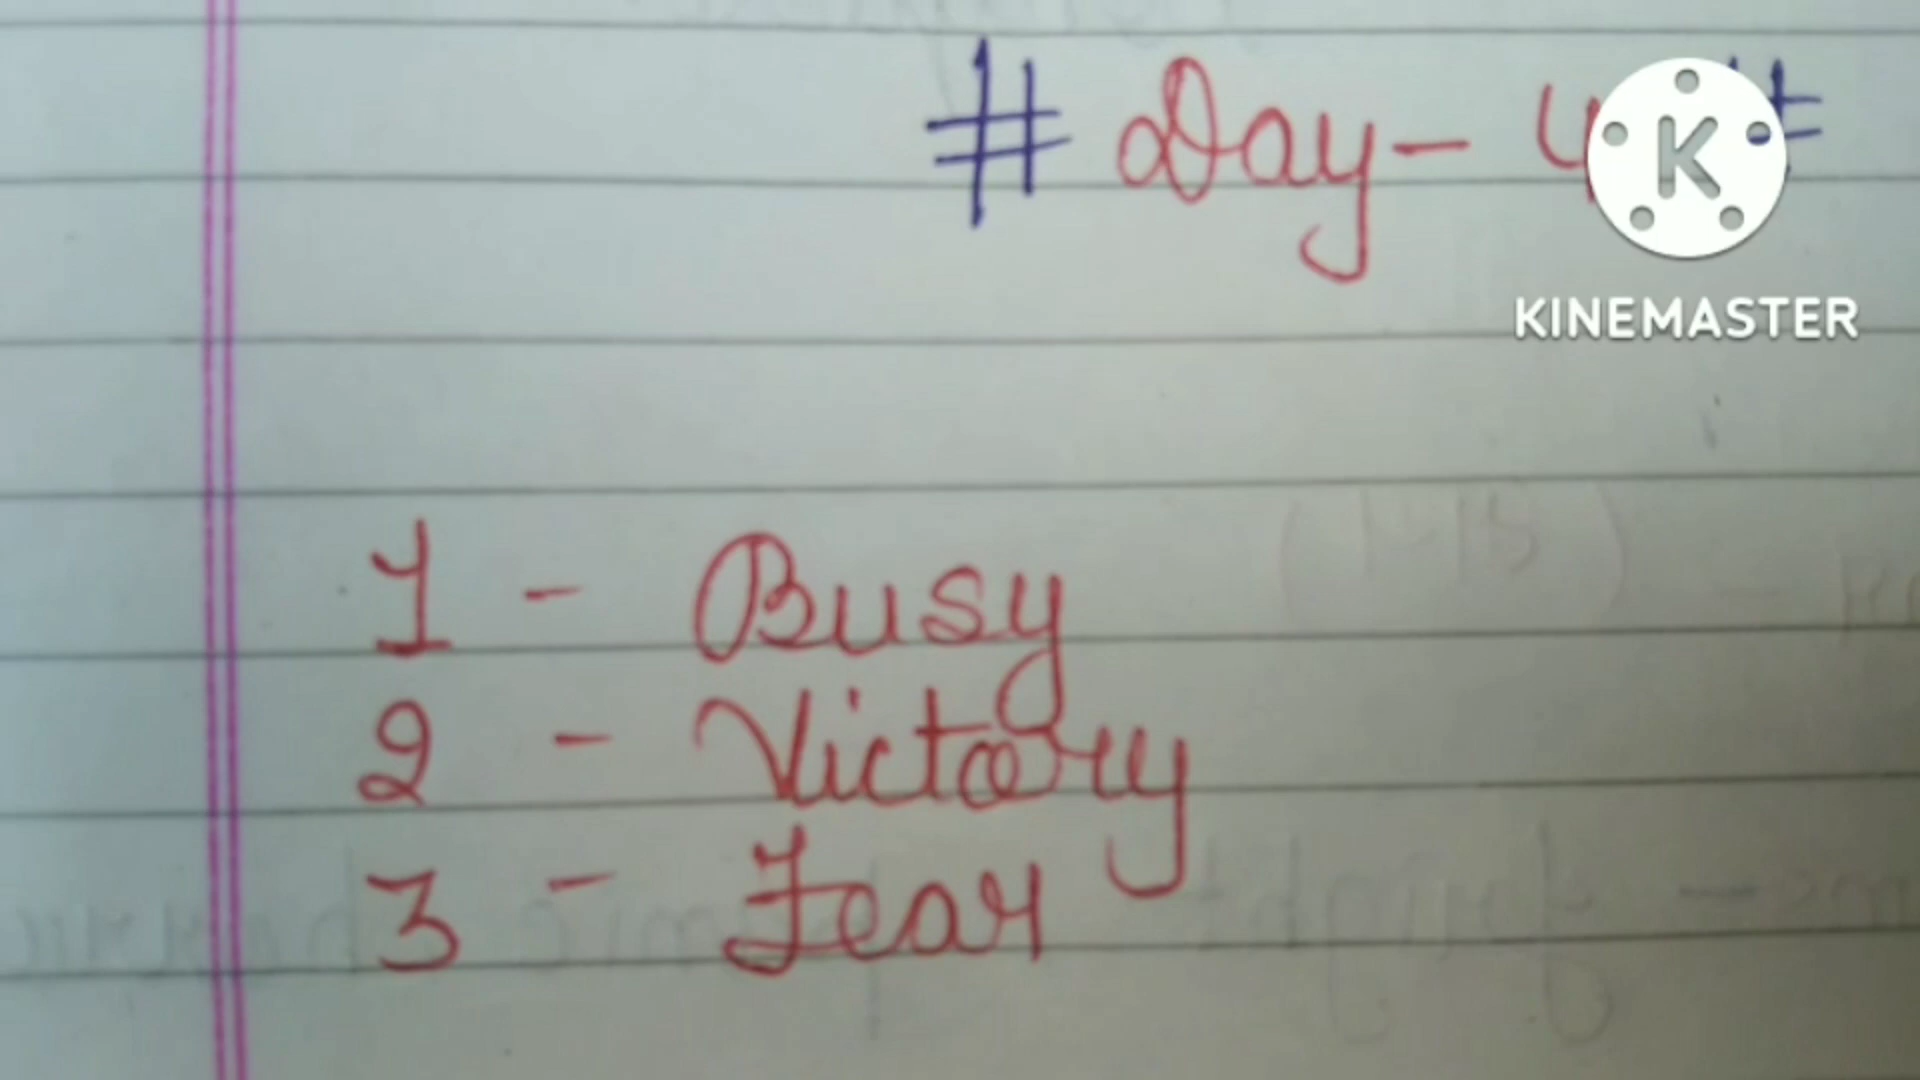 # Day - 4 #
KINEMASTER
1 - Busy
2 - Victory
3 - Fear